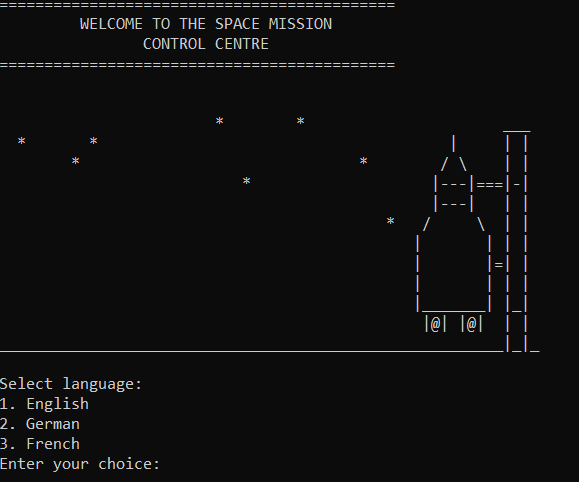 WELCOME TO THE SPACE MISSION
CONTROL CENTRE
Select language:
1. English
2. German
3. French
Enter your choice: